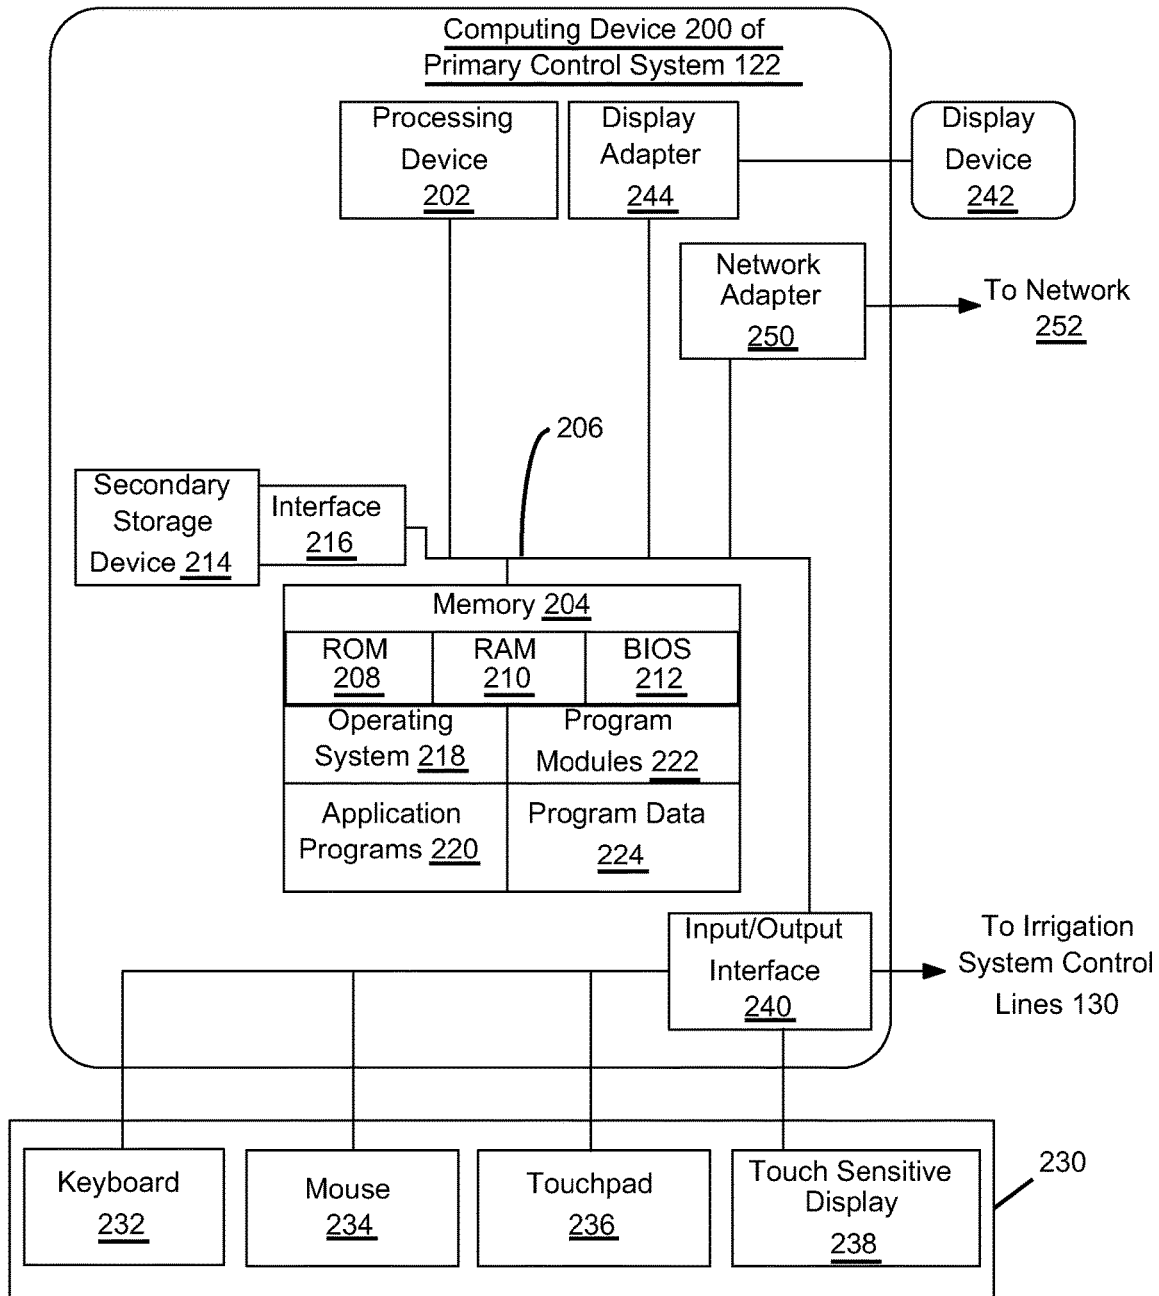 Computing Device 200 of
Primary Control System 122
Processing
Device
202
Display
Adapter
244
Display
Device
242
Network
Adapter
250
To Network
252
206
Secondary
Storage
Device 214
Interface
216
Memory 204
ROM
208
RAM
210
BIOS
212
Operating
System 218
Program
Modules 222
Application
Programs 220
Program Data
224
Input/Output
Interface
240
To Irrigation
System Control
Lines 130
Keyboard
232
Mouse
234
Touchpad
236
Touch Sensitive
Display
238
230